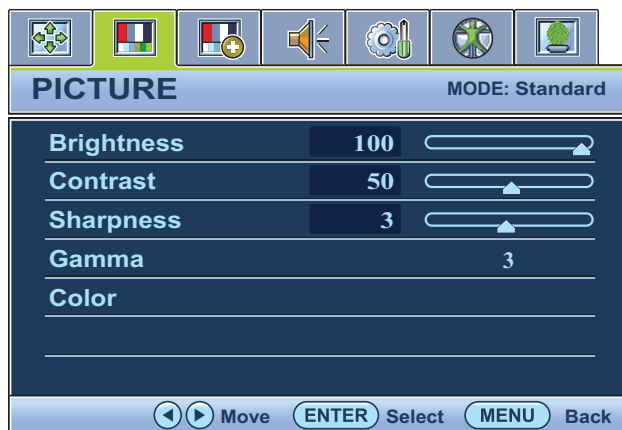 PICTURE MODE: Standard
Brightness 100
Contrast 50
Sharpness 3
Gamma 3
Color
Move ENTER Select MENU Back